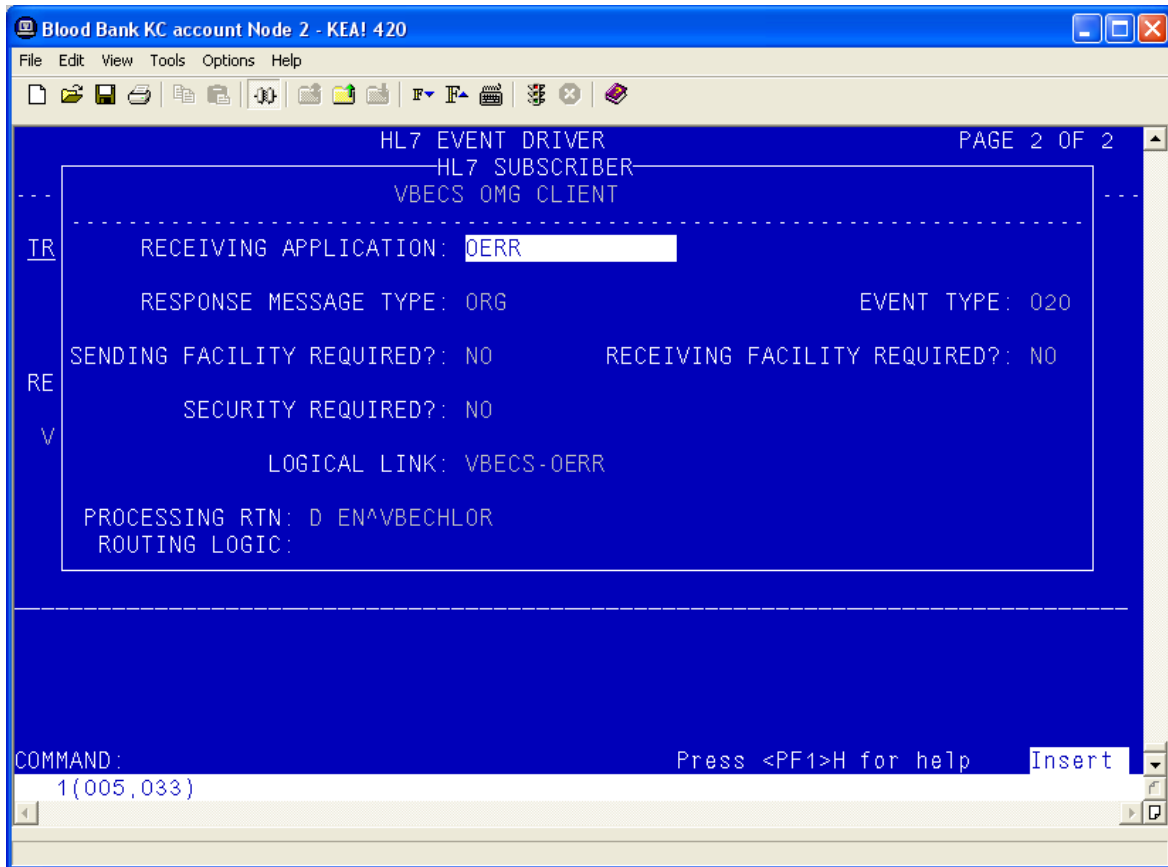 Blood Bank KC account Node 2 - KEA! 420
File Edit View Tools Options Help
HL7 EVENT DRIVER PAGE 2 OF 2
HL7 SUBSCRIBER
--- VBECS OMG CLIENT ---
TR RECEIVING APPLICATION: OERR
RESPONSE MESSAGE TYPE: ORG EVENT TYPE: O20
SENDING FACILITY REQUIRED?: NO RECEIVING FACILITY REQUIRED?: NO
RE
SECURITY REQUIRED?: NO
V
LOGICAL LINK: VBECS-OERR
PROCESSING RTN: D EN^VBECHLOR
ROUTING LOGIC:
COMMAND: Press <PF1>H for help Insert
1(005,033)